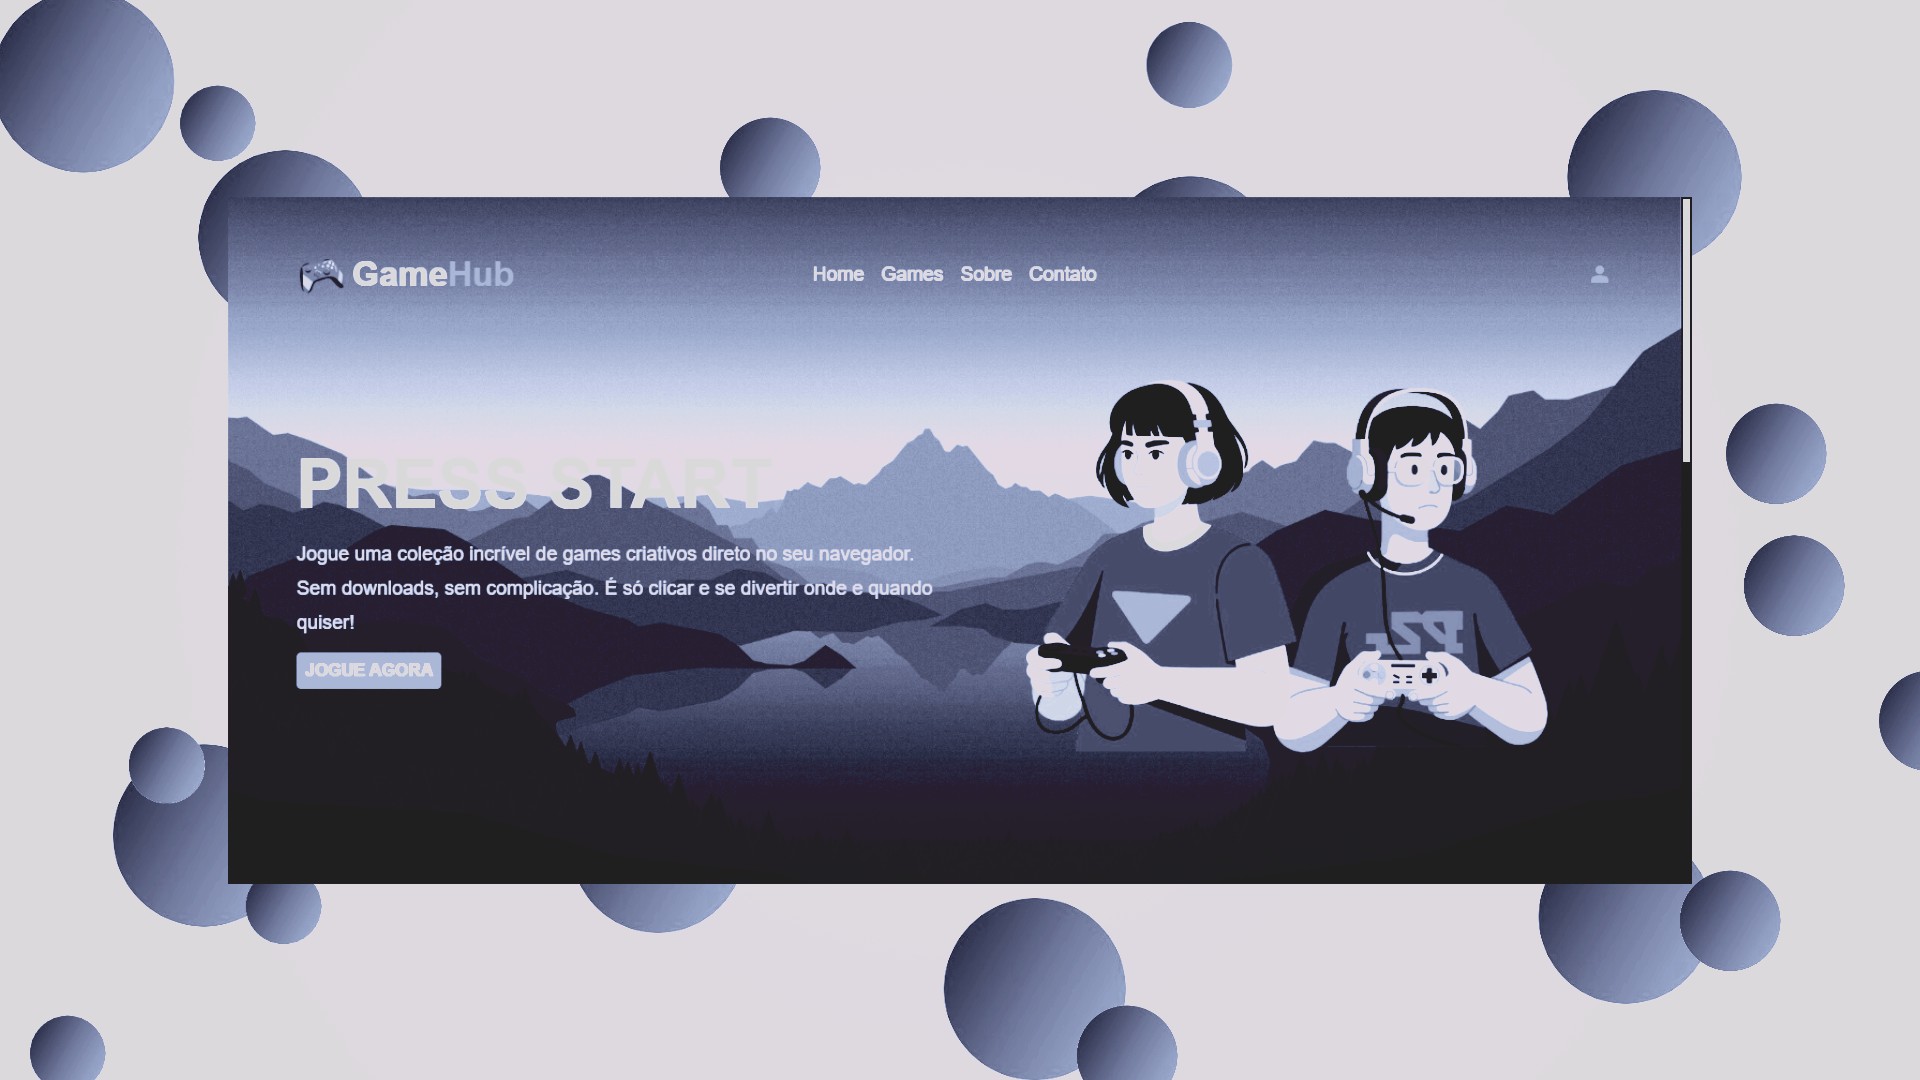 GameHub
Home Games Sobre Contato
PRESS START
Jogue uma coleção incrível de games criativos direto no seu navegador.
Sem downloads, sem complicação. É só clicar e se divertir onde e quando
quiser!
JOGUE AGORA